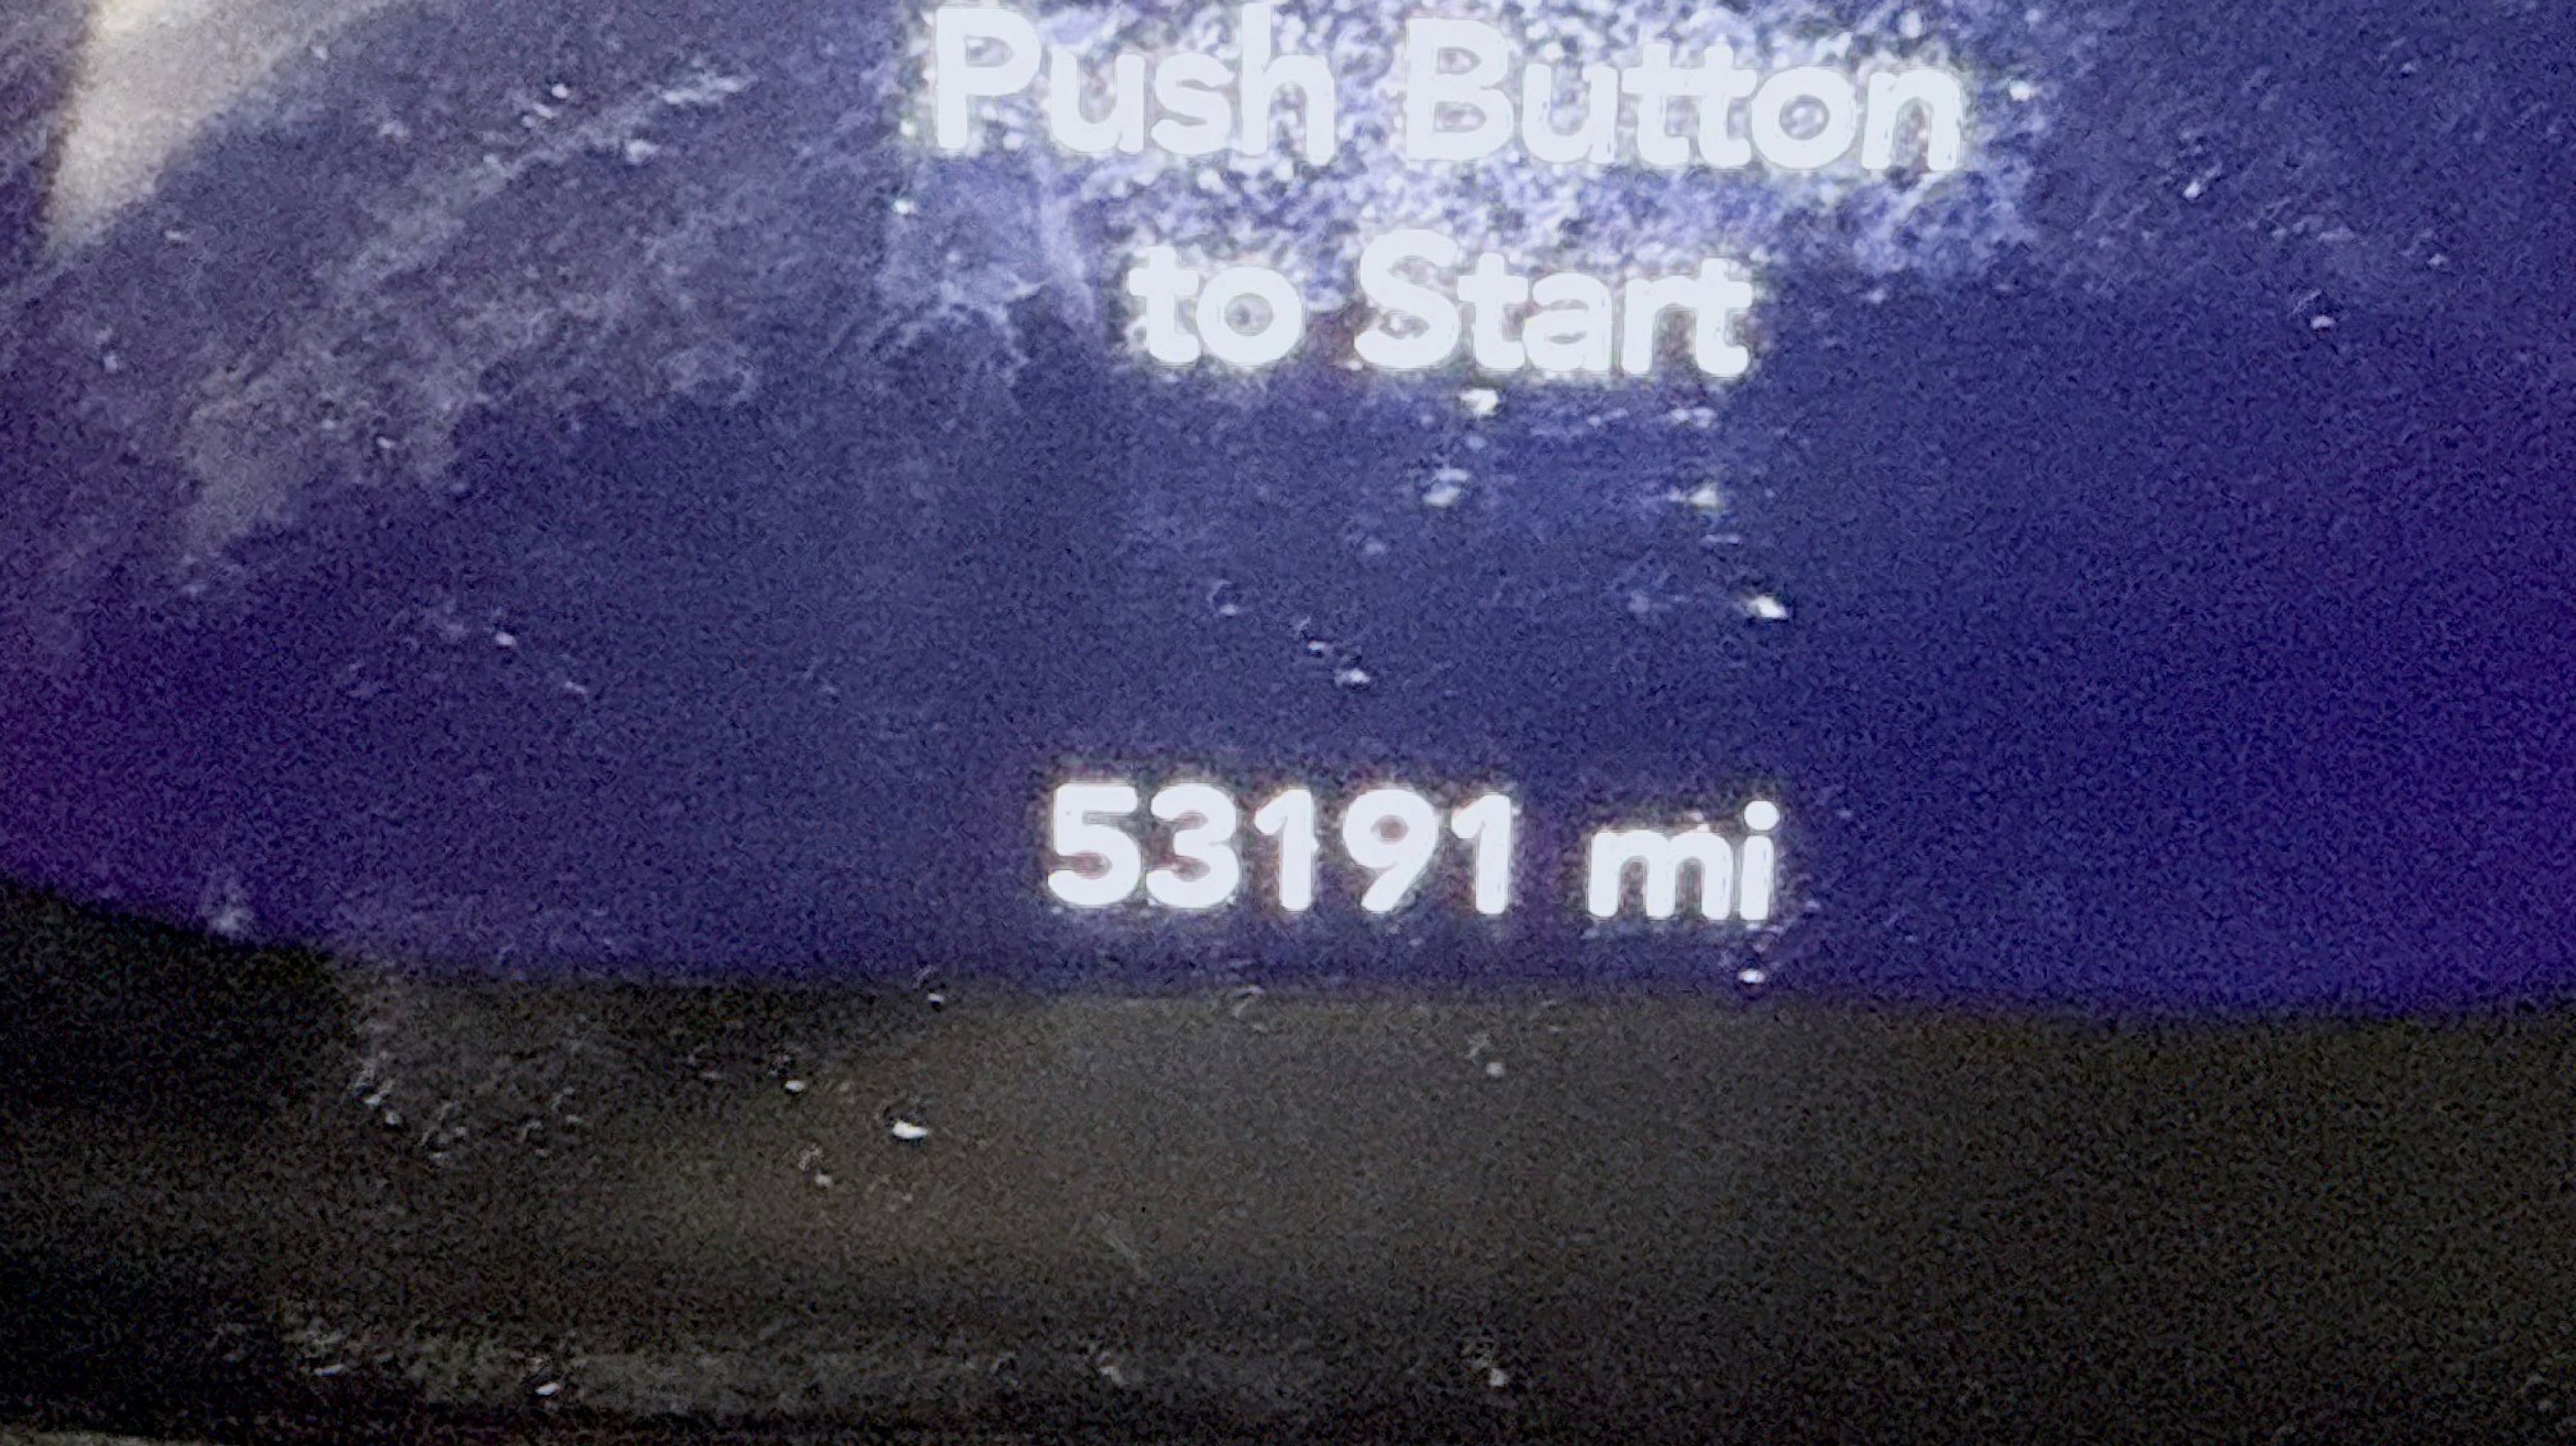 Push Button
to Start
53191 mi